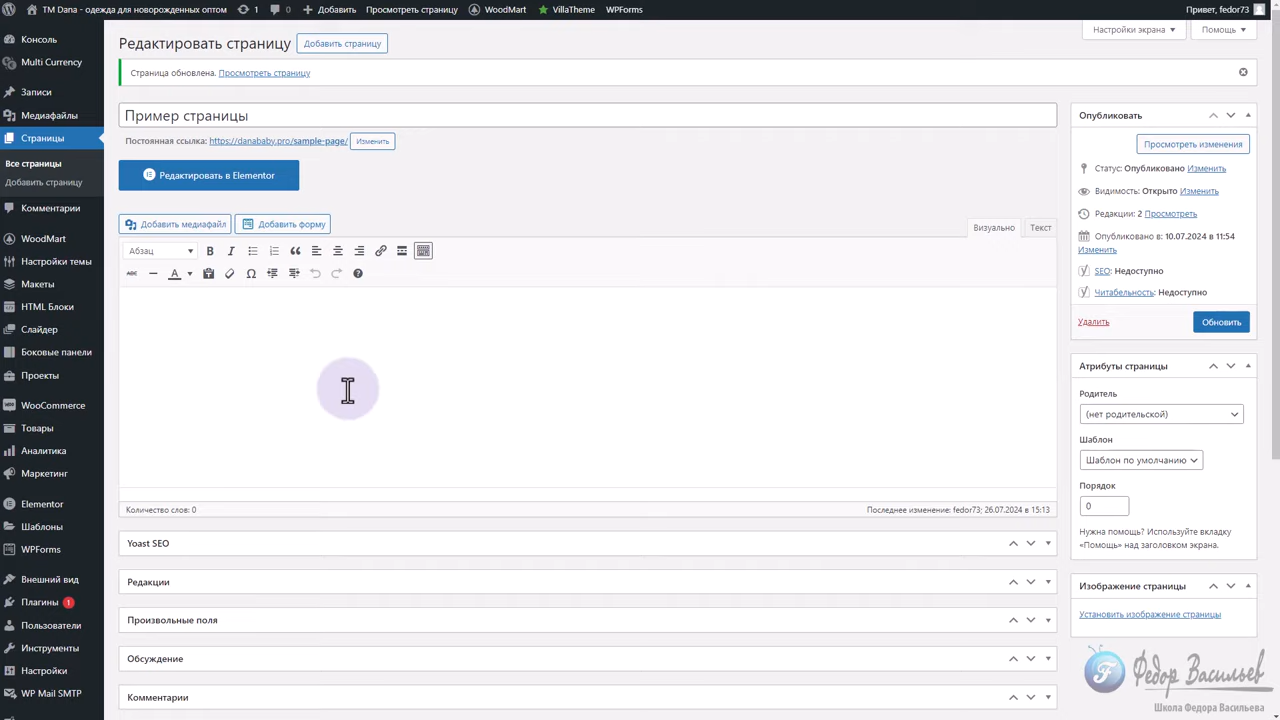 TM Dana - одежда для новорожденных оптом 1 0 Добавить Просмотреть страницу WoodMart VillaTheme WPForms Привет, fedor73
Настройки экрана Помощь
Консоль
Multi Currency
Записи
Медиафайлы
Страницы
Все страницы
Добавить страницу
Комментарии
WoodMart
Настройки темы
Макеты
HTML Блоки
Слайдер
Боковые панели
Проекты
WooCommerce
Товары
Аналитика
Маркетинг
Elementor
Шаблоны
WPForms
Внешний вид
Плагины 1
Пользователи
Инструменты
Настройки
WP Mail SMTP
Редактировать страницу Добавить страницу
Страница обновлена. Просмотреть страницу
Пример страницы
Постоянная ссылка: https://danababy.pro/sample-page/ Изменить
Редактировать в Elementor
Добавить медиафайл Добавить форму
Визуально Текст
Абзац
Количество слов: 0 Последнее изменение: fedor73; 26.07.2024 в 15:13
Yoast SEO
Редакции
Произвольные поля
Обсуждение
Комментарии
Опубликовать
Просмотреть изменения
Статус: Опубликовано Изменить
Видимость: Открыто Изменить
Редакции: 2 Просмотреть
Опубликовано в: 10.07.2024 в 11:54
Изменить
SEO: Недоступно
Читабельность: Недоступно
Удалить Обновить
Атрибуты страницы
Родитель
(нет родительской)
Шаблон
Шаблон по умолчанию
Порядок
0
Нужна помощь? Используйте вкладку
«Помощь» над заголовком экрана.
Изображение страницы
Установить изображение страницы
Федор Васильев
Школа Федора Васильева